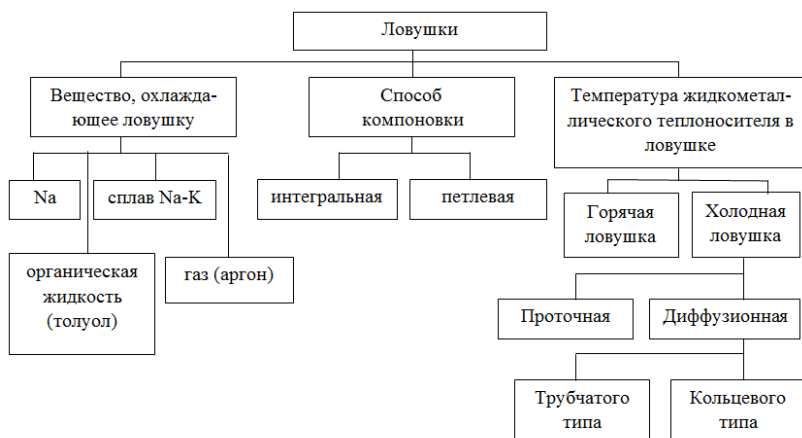 Ловушки
Вещество, охлажда-
ющее ловушку
Способ
компоновки
Температура жидкометал-
лического теплоносителя в
ловушке
Na
сплав Na-K
интегральная
петлевая
Горячая
ловушка
Холодная
ловушка
органическая
жидкость
(толуол)
газ (аргон)
Проточная
Диффузионная
Трубчатого
типа
Кольцевого
типа